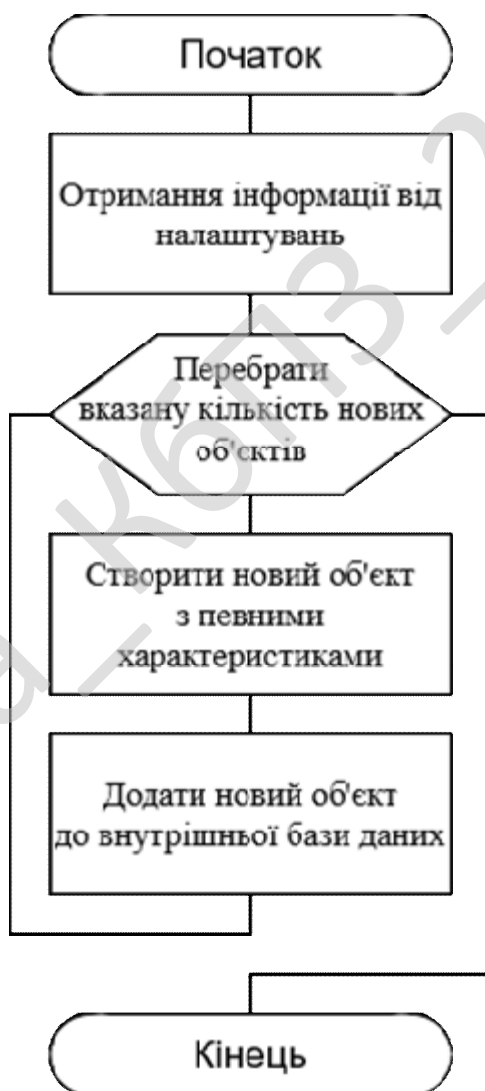 Початок
Отримання інформації від
налаштувань
Перебрати
вказану кількість нових
об'єктів
Створити новий об'єкт
з певними
характеристиками
Додати новий об'єкт
до внутрішньої бази даних
Кінець